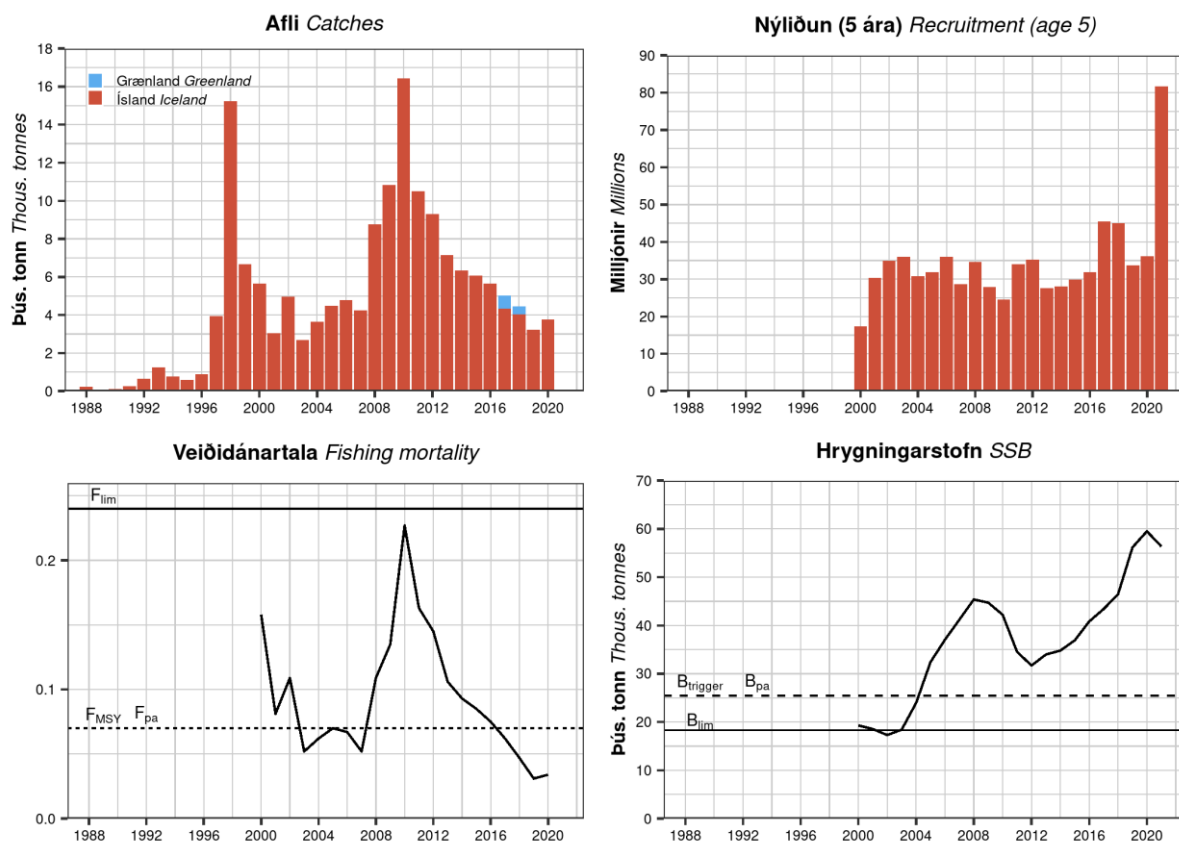 Afli Catches
Þús. tonn Thous. tonnes
18
16
14
12
10
8
6
4
2
0
Grænland Greenland
Ísland Iceland
1988 1992 1996 2000 2004 2008 2012 2016 2020
Nýliðun (5 ára) Recruitment (age 5)
Milljónir Millions
90
80
70
60
50
40
30
20
10
0
1988 1992 1996 2000 2004 2008 2012 2016 2020
Veiðidánartala Fishing mortality
Flim
0.2
0.1
FMSY Fpa
0.0
1988 1992 1996 2000 2004 2008 2012 2016 2020
Hrygningarstofn SSB
Þús. tonn Thous. tonnes
70
60
50
40
30
Btrigger Bpa
20
Blim
10
0
1988 1992 1996 2000 2004 2008 2012 2016 2020